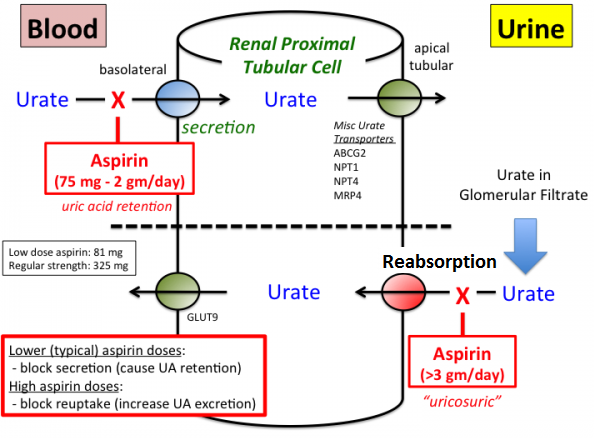 Blood
Renal Proximal
Tubular Cell
Urine
basolateral
apical
tubular
Urate
X
Urate
secretion
Misc Urate
Transporters
ABCG2
NPT1
NPT4
MRP4
Aspirin
(75 mg - 2 gm/day)
uric acid retention
Urate in
Glomerular Filtrate
Low dose aspirin: 81 mg
Regular strength: 325 mg
Reabsorption
Urate
X
Urate
GLUT9
Lower (typical) aspirin doses:
- block secretion (cause UA retention)
High aspirin doses:
- block reuptake (increase UA excretion)
Aspirin
(>3 gm/day)
"uricosuric"